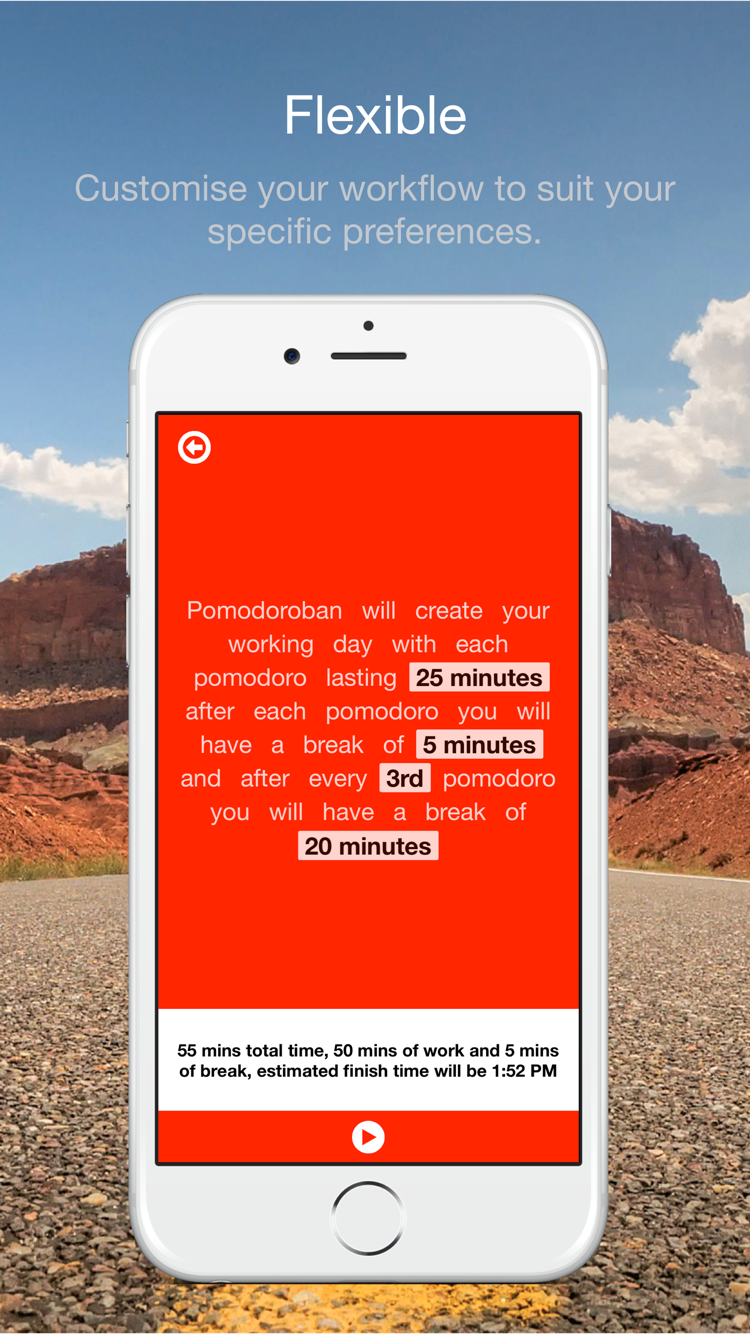 Flexible
Customise your workflow to suit your
specific preferences.
Pomodoroban will create your
working day with each
pomodoro lasting 25 minutes
after each pomodoro you will
have a break of 5 minutes
and after every 3rd pomodoro
you will have a break of
20 minutes
55 mins total time, 50 mins of work and 5 mins
of break, estimated finish time will be 1:52 PM